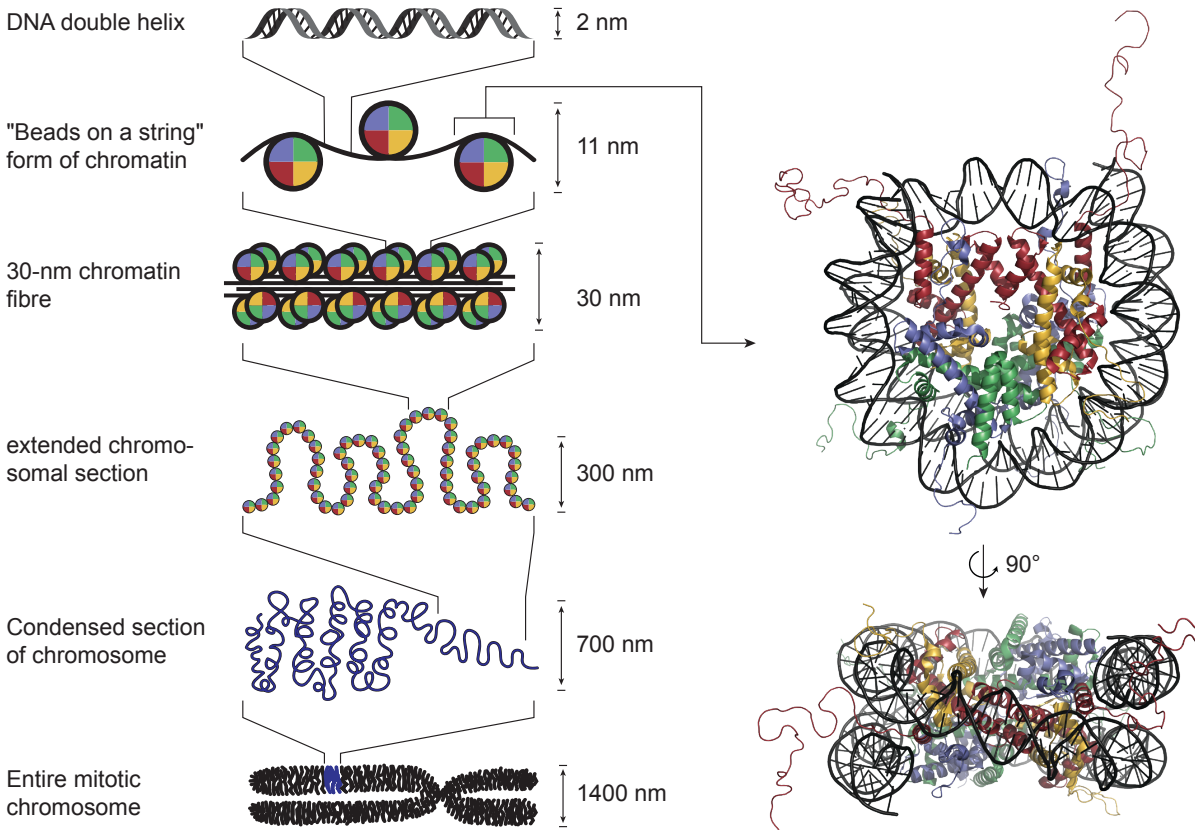 DNA double helix
2 nm
"Beads on a string"
form of chromatin
11 nm
30-nm chromatin
fibre
30 nm
extended chromo-
somal section
300 nm
Condensed section
of chromosome
700 nm
Entire mitotic
chromosome
1400 nm
90°